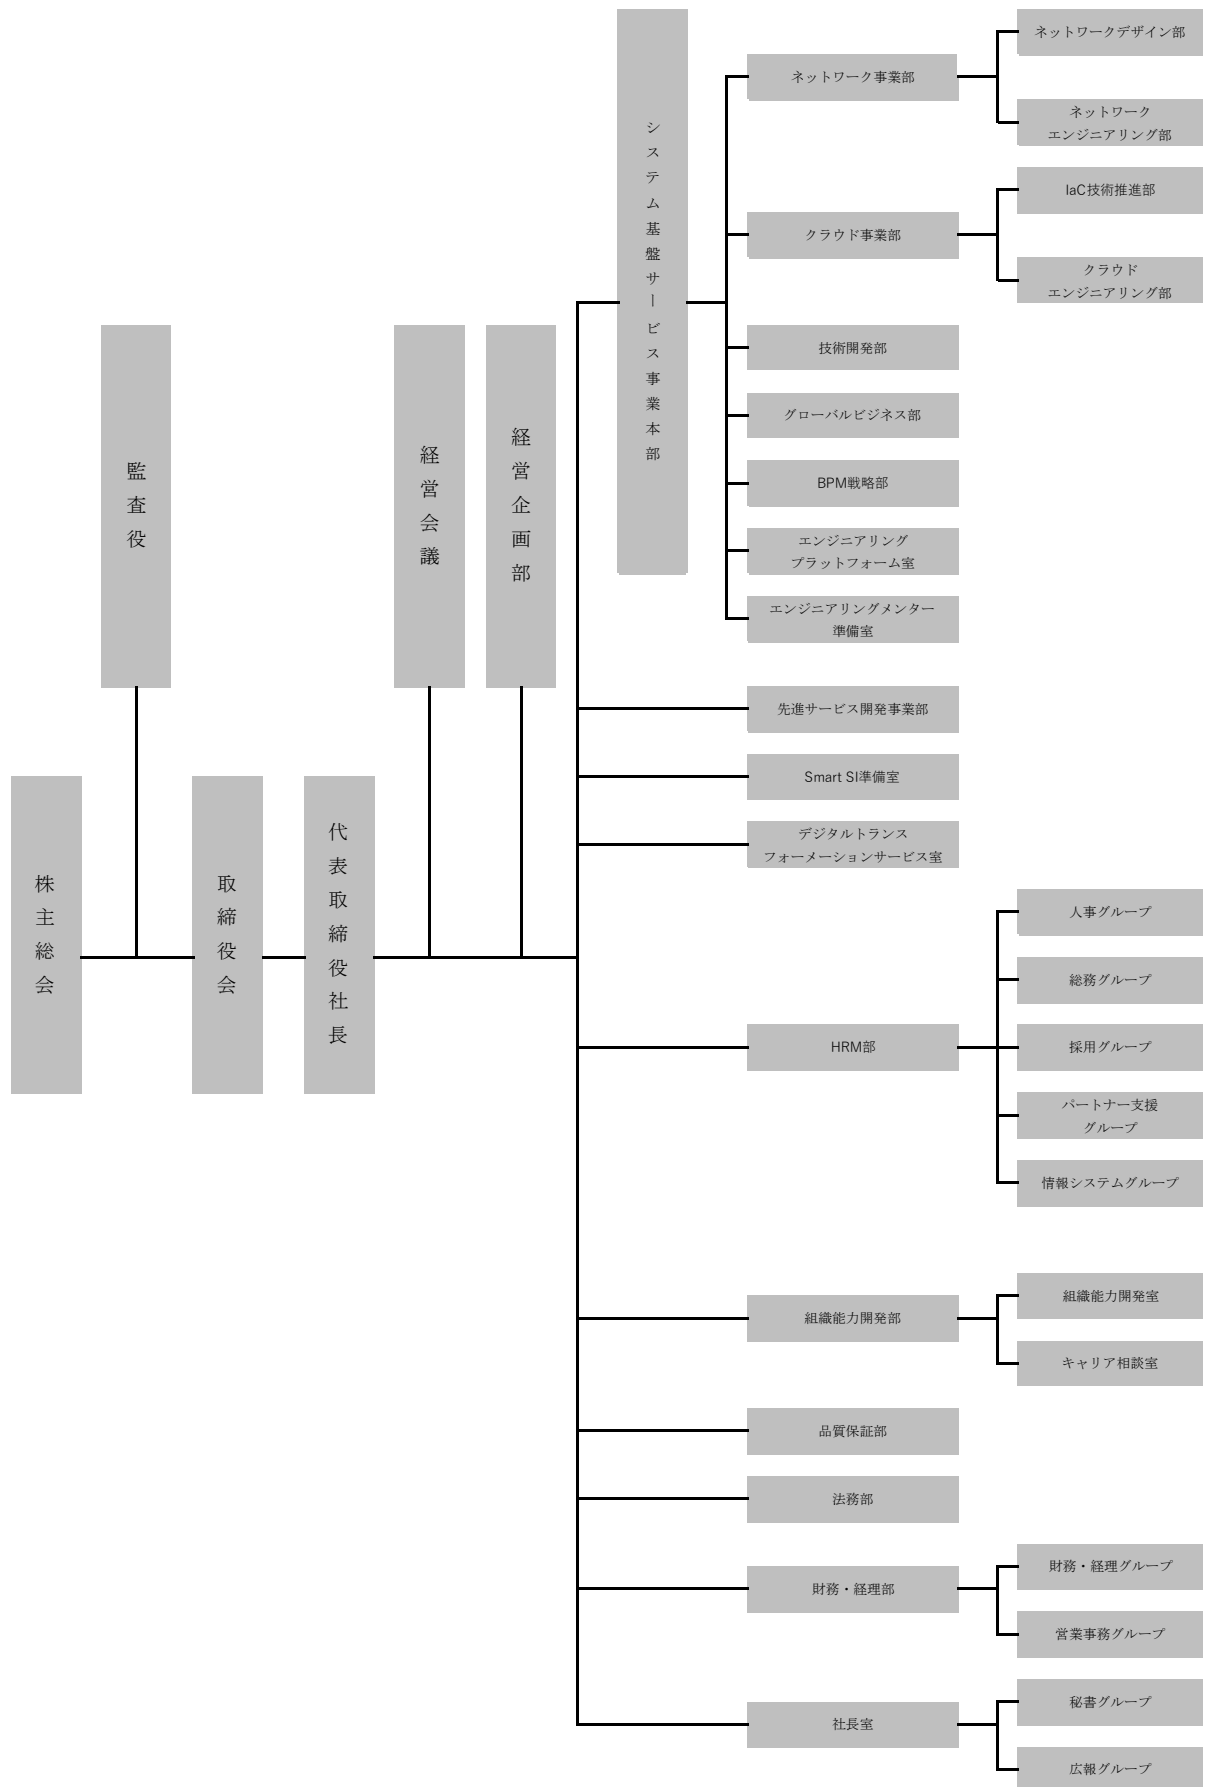 株主総会
監査役
取締役会
代表取締役社長
経営会議
経営企画部
システム基盤サービス事業本部
ネットワーク事業部
ネットワークデザイン部
ネットワーク
エンジニアリング部
クラウド事業部
IaC技術推進部
クラウド
エンジニアリング部
技術開発部
グローバルビジネス部
BPM戦略部
エンジニアリング
プラットフォーム室
エンジニアリングメンター
準備室
先進サービス開発事業部
Smart SI準備室
デジタルトランス
フォーメーションサービス室
HRM部
人事グループ
総務グループ
採用グループ
パートナー支援
グループ
情報システムグループ
組織能力開発部
組織能力開発室
キャリア相談室
品質保証部
法務部
財務・経理部
財務・経理グループ
営業事務グループ
社長室
秘書グループ
広報グループ